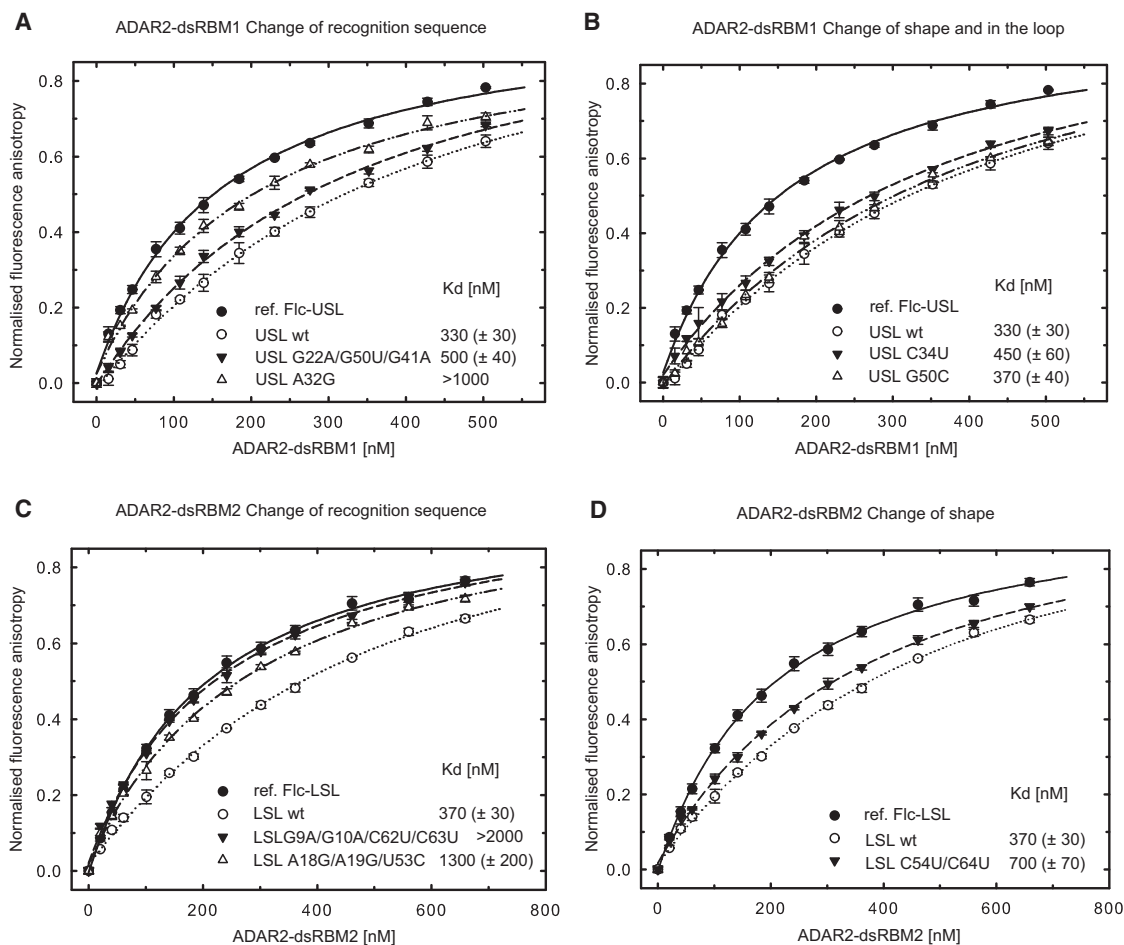 A
ADAR2-dsRBM1 Change of recognition sequence
Normalised fluorescence anisotropy
0.8
0.6
0.4
0.2
0.0
Kd [nM]
ref. Flc-USL
USL wt 330 (± 30)
USL G22A/G50U/G41A 500 (± 40)
USL A32G >1000
0 100 200 300 400 500
ADAR2-dsRBM1 [nM]
B
ADAR2-dsRBM1 Change of shape and in the loop
Normalised fluorescence anisotropy
0.8
0.6
0.4
0.2
0.0
Kd [nM]
ref. Flc-USL
USL wt 330 (± 30)
USL C34U 450 (± 60)
USL G50C 370 (± 40)
0 100 200 300 400 500
ADAR2-dsRBM1 [nM]
C
ADAR2-dsRBM2 Change of recognition sequence
Normalised fluorescence anisotropy
0.8
0.6
0.4
0.2
0.0
Kd [nM]
ref. Flc-LSL
LSL wt 370 (± 30)
LSLG9A/G10A/C62U/C63U >2000
LSL A18G/A19G/U53C 1300 (± 200)
0 200 400 600 800
ADAR2-dsRBM2 [nM]
D
ADAR2-dsRBM2 Change of shape
Normalised fluorescence anisotropy
0.8
0.6
0.4
0.2
0.0
Kd [nM]
ref. Flc-LSL
LSL wt 370 (± 30)
LSL C54U/C64U 700 (± 70)
0 200 400 600 800
ADAR2-dsRBM2 [nM]